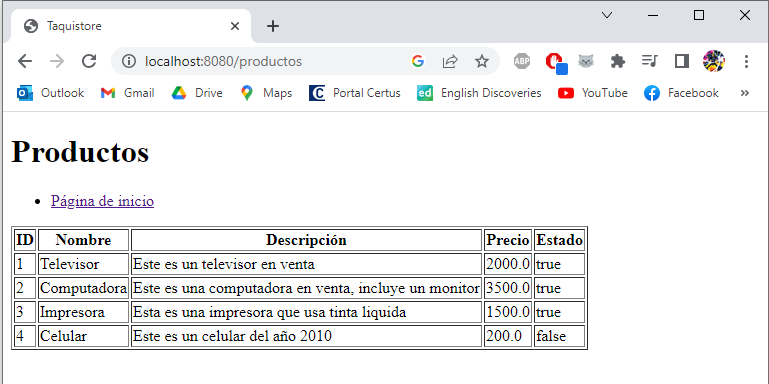 Taquistore
localhost:8080/productos
ABP
Outlook Gmail Drive Maps Portal Certus English Discoveries YouTube Facebook »
Productos
Página de inicio
ID Nombre Descripción Precio Estado
1 Televisor Este es un televisor en venta 2000.0 true
2 Computadora Este es una computadora en venta, incluye un monitor 3500.0 true
3 Impresora Esta es una impresora que usa tinta liquida 1500.0 true
4 Celular Este es un celular del año 2010 200.0 false